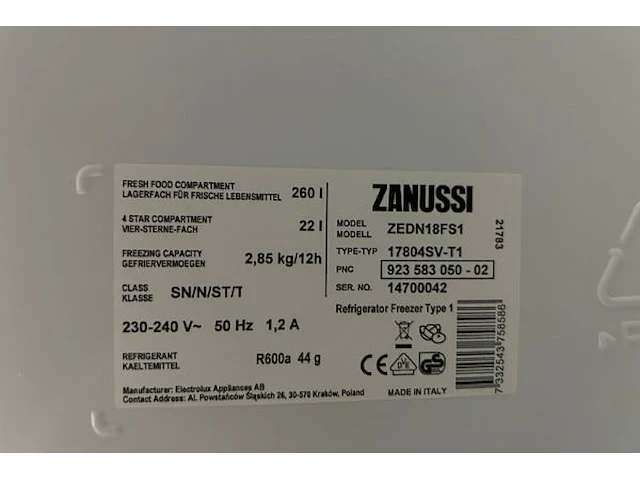 FRESH FOOD COMPARTMENT
LAGERFACH FÜR FRISCHE LEBENSMITTEL 260 l
4 STAR COMPARTMENT
VIER-STERNE-FACH 22 l
FREEZING CAPACITY
GEFRIERVERMOEGEN 2,85 kg/12h
CLASS
KLASSE SN/N/ST/T
230-240 V~ 50 Hz 1,2 A
REFRIGERANT
KAELTEMITTEL R600a 44 g
Manufacturer: Electrolux Appliances AB
Contact Address: Al. Powstańców Śląskich 26, 30-570 Kraków, Poland
ZANUSSI
MODEL
MODELL ZEDN18FS1
TYPE-TYP 17804SV-T1
PNC 923 583 050 - 02
SER. NO. 14700042
21783
Refrigerator Freezer Type 1
CE DVE GS
MADE IN ITALY
7332543758586